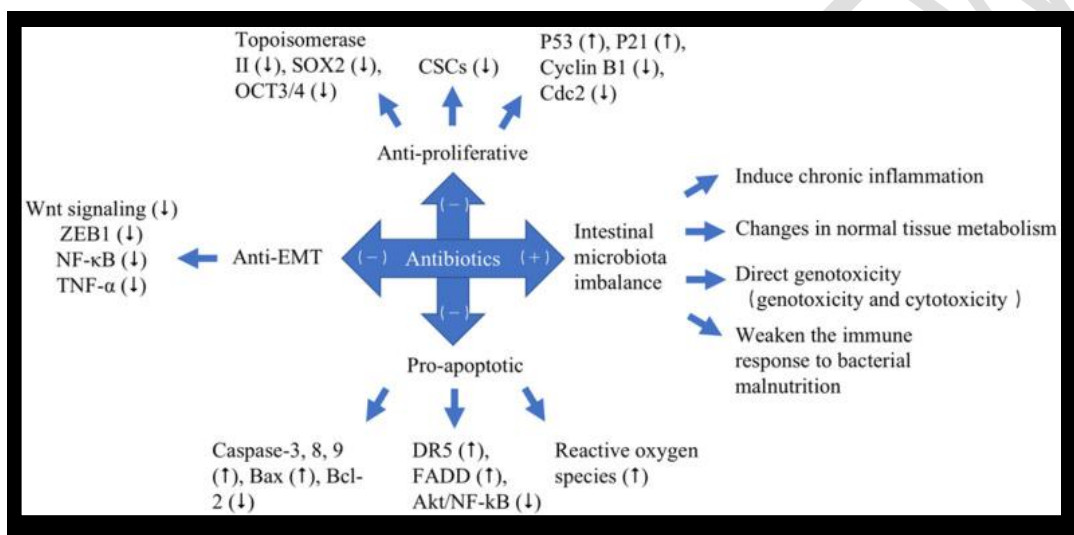 Topoisomerase
II (↓), SOX2 (↓),
OCT3/4 (↓)
CSCs (↓)
P53 (↑), P21 (↑),
Cyclin B1 (↓),
Cdc2 (↓)
Anti-proliferative
(-)
Wnt signaling (↓)
ZEB1 (↓)
NF-κB (↓)
TNF-α (↓)
Anti-EMT
(-) Antibiotics (+)
(-)
Intestinal
microbiota
imbalance
Induce chronic inflammation
Changes in normal tissue metabolism
Direct genotoxicity
(genotoxicity and cytotoxicity )
Weaken the immune
response to bacterial
malnutrition
Pro-apoptotic
Caspase-3, 8, 9
(↑), Bax (↑), Bcl-
2 (↓)
DR5 (↑),
FADD (↑),
Akt/NF-kB (↓)
Reactive oxygen
species (↑)